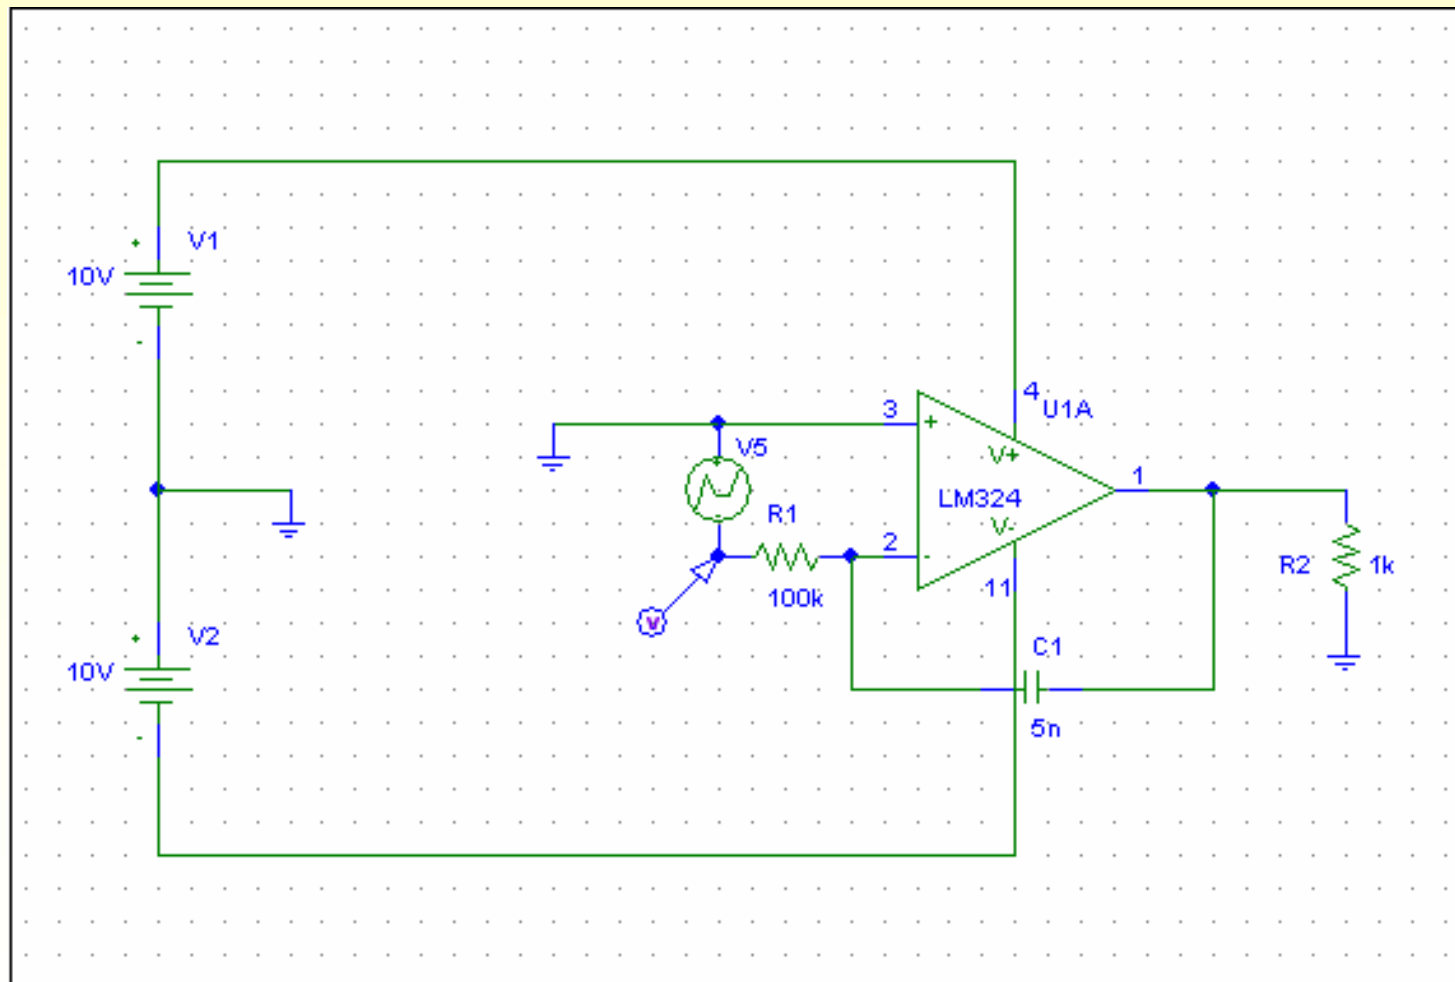 +
V1
10V
-
4
U1A
3
+
V5
V+
+
1
LM324
R1
V-
-
2
-
R2
1k
11
100k
V
+
V2
C1
10V
5n
-